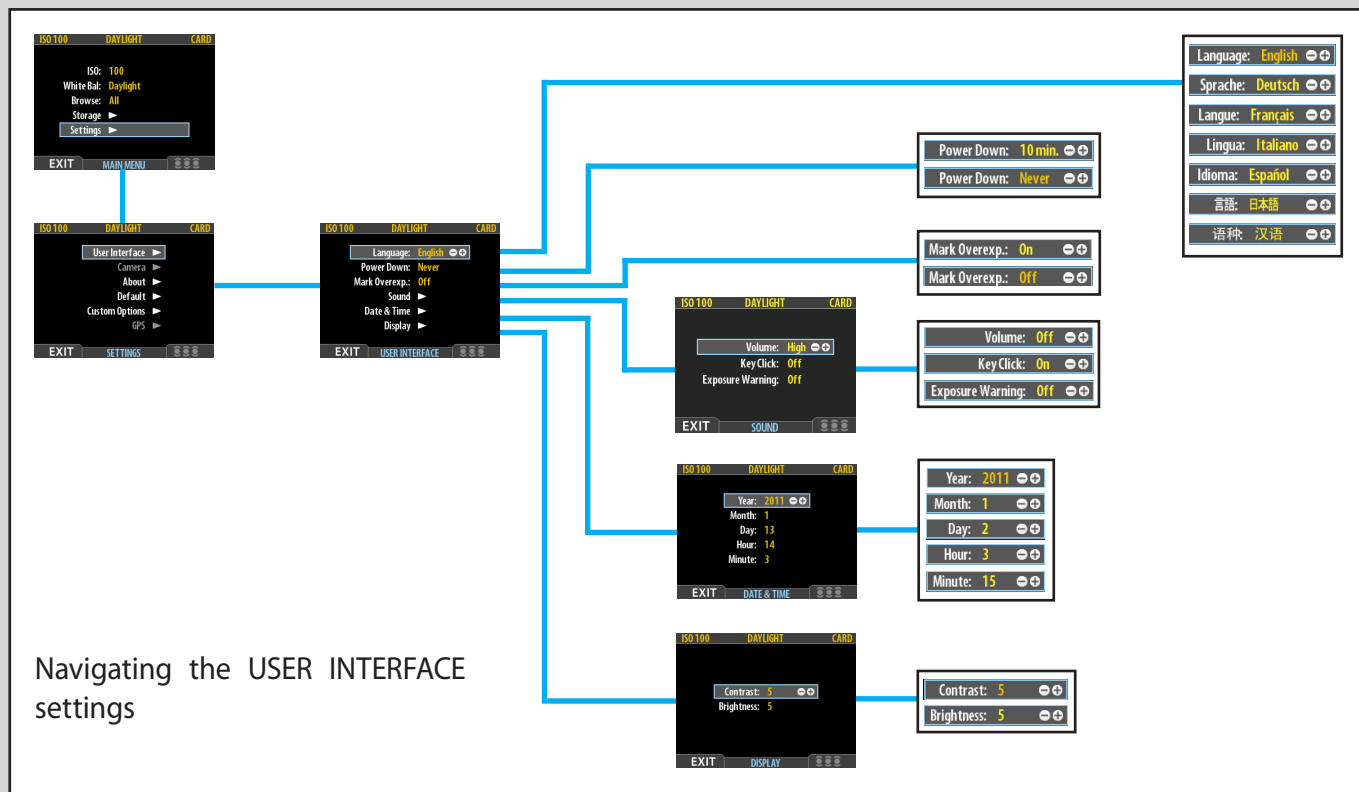 ISO 100 DAYLIGHT CARD
ISO: 100
White Bal: Daylight
Browse: All
Storage ►
Settings ►
EXIT MAIN MENU
ISO 100 DAYLIGHT CARD
User Interface ►
Camera ►
About ►
Default ►
Custom Options ►
GPS ►
EXIT SETTINGS
ISO 100 DAYLIGHT CARD
Language: English
Power Down: Never
Mark Overexp.: Off
Sound ►
Date & Time ►
Display ►
EXIT USER INTERFACE
Language: English
Sprache: Deutsch
Langue: Français
Lingua: Italiano
Idioma: Español
言語: 日本語
语种: 汉语
Power Down: 10 min.
Power Down: Never
Mark Overexp.: On
Mark Overexp.: Off
ISO 100 DAYLIGHT CARD
Volume: High
Key Click: Off
Exposure Warning: Off
EXIT SOUND
Volume: Off
Key Click: On
Exposure Warning: Off
ISO 100 DAYLIGHT CARD
Year: 2011
Month: 1
Day: 13
Hour: 14
Minute: 3
EXIT DATE & TIME
Year: 2011
Month: 1
Day: 2
Hour: 3
Minute: 15
ISO 100 DAYLIGHT CARD
Contrast: 5
Brightness: 5
EXIT DISPLAY
Contrast: 5
Brightness: 5
Navigating the USER INTERFACE
settings